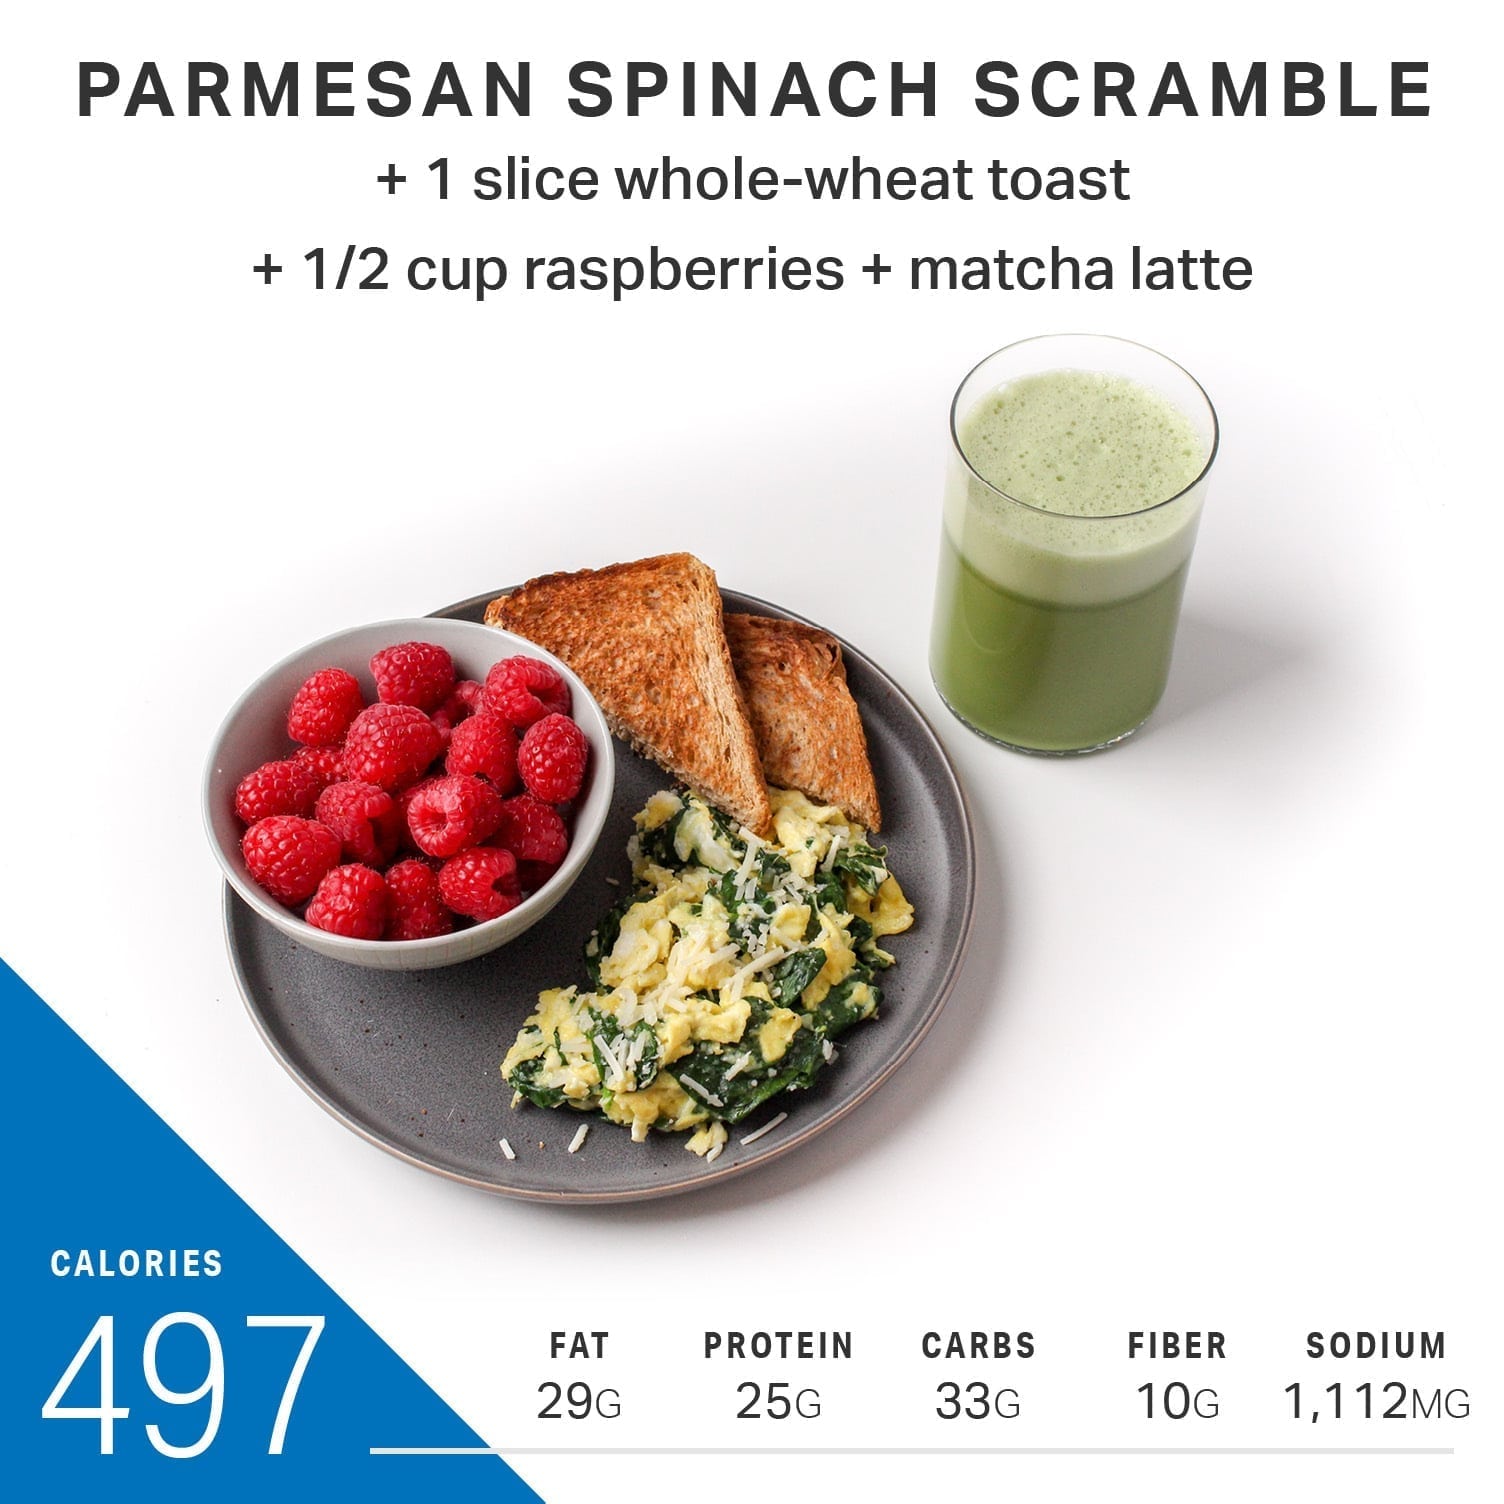 PARMESAN SPINACH SCRAMBLE
+ 1 slice whole-wheat toast
+ 1/2 cup raspberries + matcha latte
CALORIES
497
FAT PROTEIN CARBS FIBER SODIUM
29G 25G 33G 10G 1,112MG